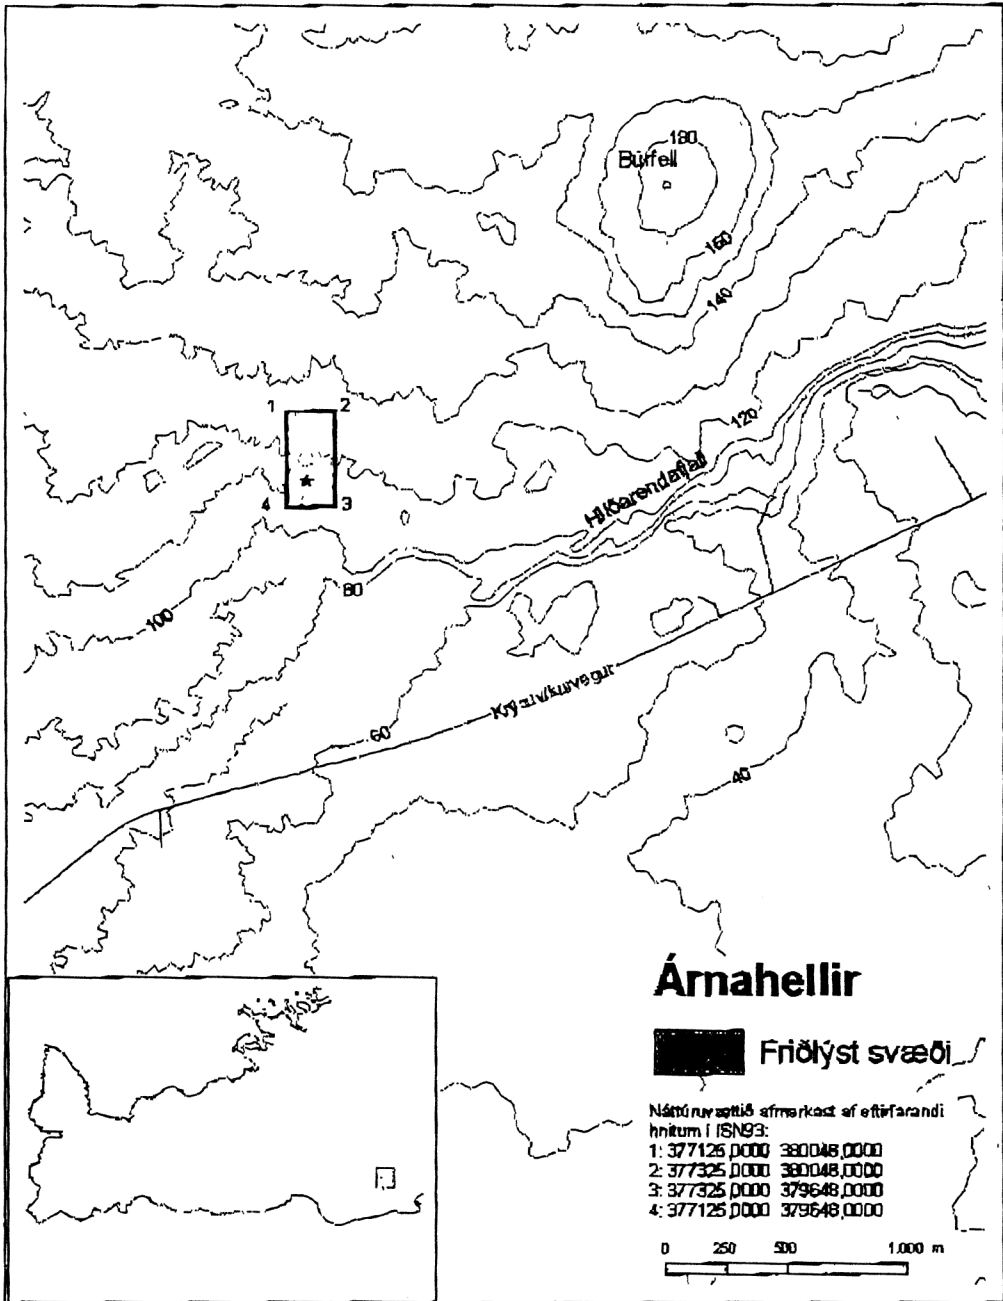 180
Búrfell
160
140
1
2
120
Hlíðarendafjall
4
3
80
100
Krýsuvíkurvegur
60
40
Árnahellir
Friðlýst svæði
Náttúruvættið afmarkast af eftirfarandi
hnitum í ISN93:
1: 377125,0000 380048,0000
2: 377325,0000 380048,0000
3: 377325,0000 379648,0000
4: 377125,0000 379648,0000
0 250 500 1.000 m